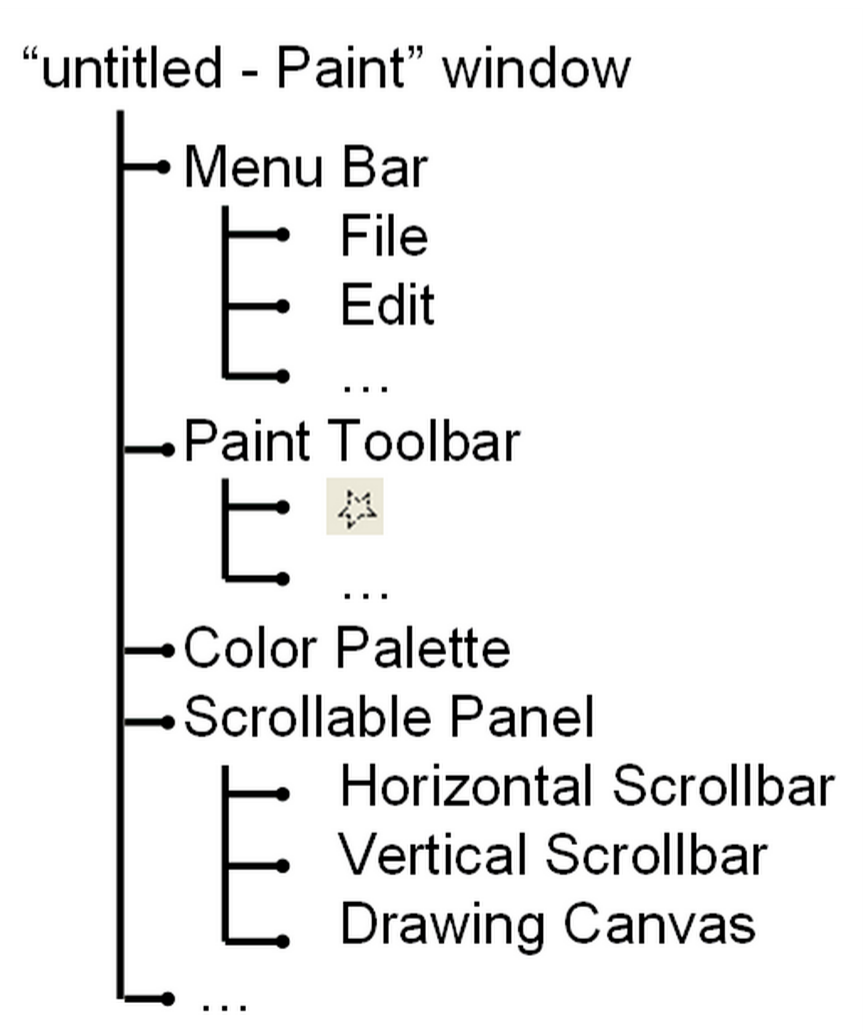 “untitled - Paint” window
Menu Bar
File
Edit
...
Paint Toolbar
...
Color Palette
Scrollable Panel
Horizontal Scrollbar
Vertical Scrollbar
Drawing Canvas
...